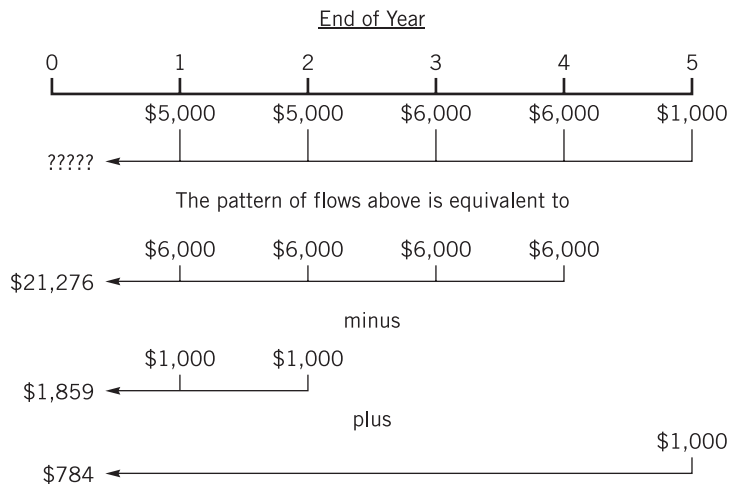 End of Year
0 1 2 3 4 5
$5,000 $5,000 $6,000 $6,000 $1,000
?????
The pattern of flows above is equivalent to
$6,000 $6,000 $6,000 $6,000
$21,276
minus
$1,000 $1,000
$1,859
plus
$1,000
$784